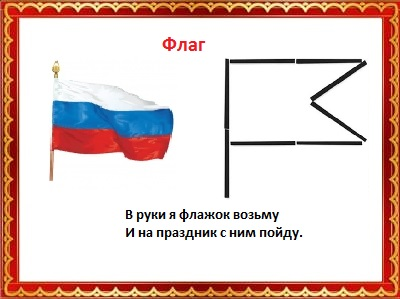 Флаг
В руки я флажок возьму
И на праздник с ним пойду.